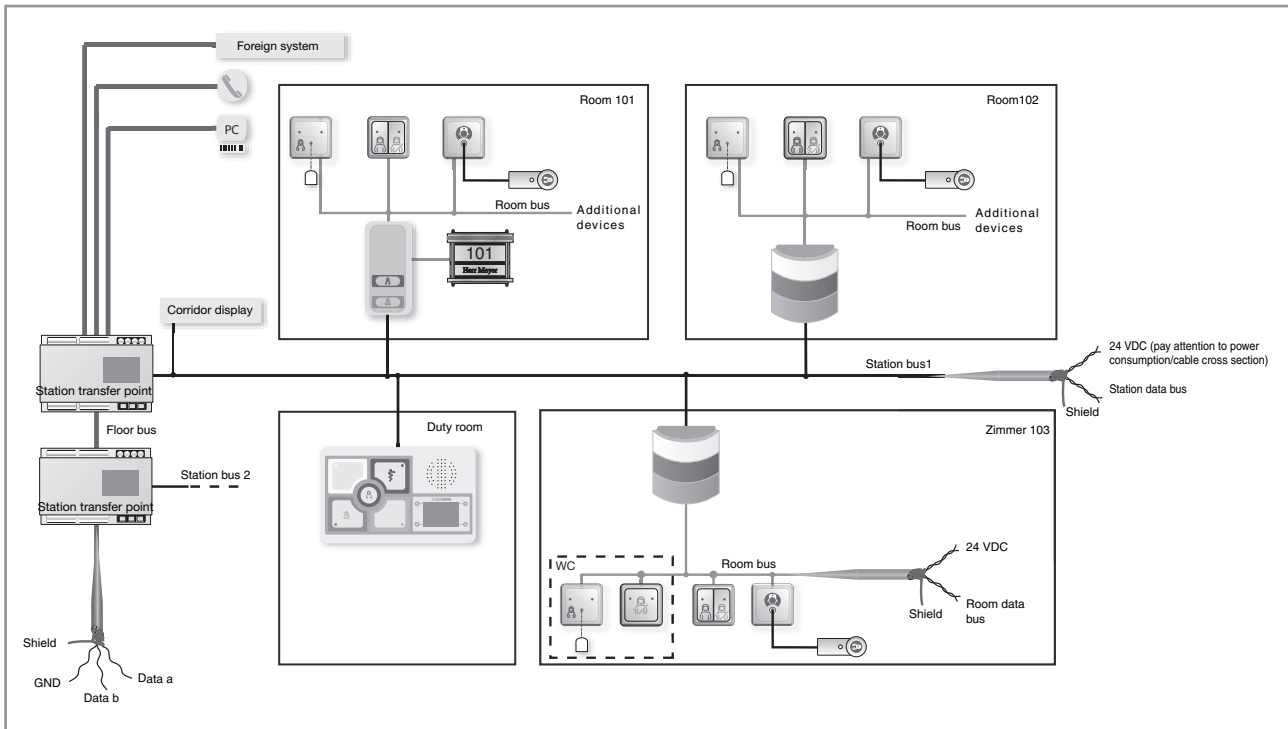 Foreign system
PC
Room 101
Room bus
Additional
devices
101
Herr Meyer
Room102
Room bus
Additional
devices
Corridor display
Station transfer point
Station bus1
24 VDC (pay attention to power
consumption/cable cross section)
Station data bus
Shield
Floor bus
Station transfer point
Station bus 2
Shield
GND
Data b
Data a
Duty room
Zimmer 103
WC
Room bus
24 VDC
Room data
bus
Shield